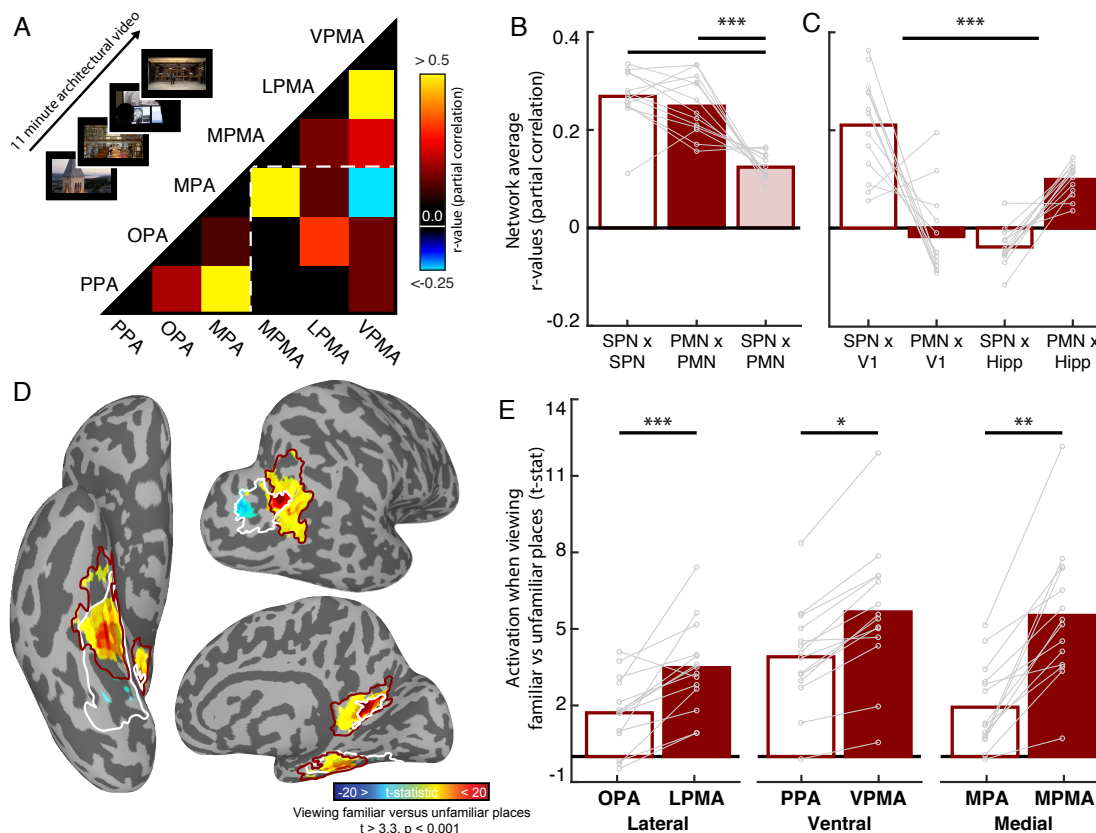 A
11 minute architectural video
VPMA
LPMA
MPMA
MPA
OPA
PPA
PPA
OPA
MPA
MPMA
LPMA
VPMA
> 0.5
0.0
<-0.25
r-value (partial correlation)
B
***
Network average
r-values (partial correlation)
0.4
0.2
0
-0.2
SPN x
SPN
PMN x
PMN
SPN x
PMN
C
***
SPN x
V1
PMN x
V1
SPN x
Hipp
PMN x
Hipp
D
-20 >
t-statistic
< 20
Viewing familiar versus unfamiliar places
t > 3.3, p < 0.001
E
Activation when viewing
familiar vs unfamiliar places (t-stat)
14
11
8
5
2
-1
***
*
**
OPA
LPMA
Lateral
PPA
VPMA
Ventral
MPA
MPMA
Medial